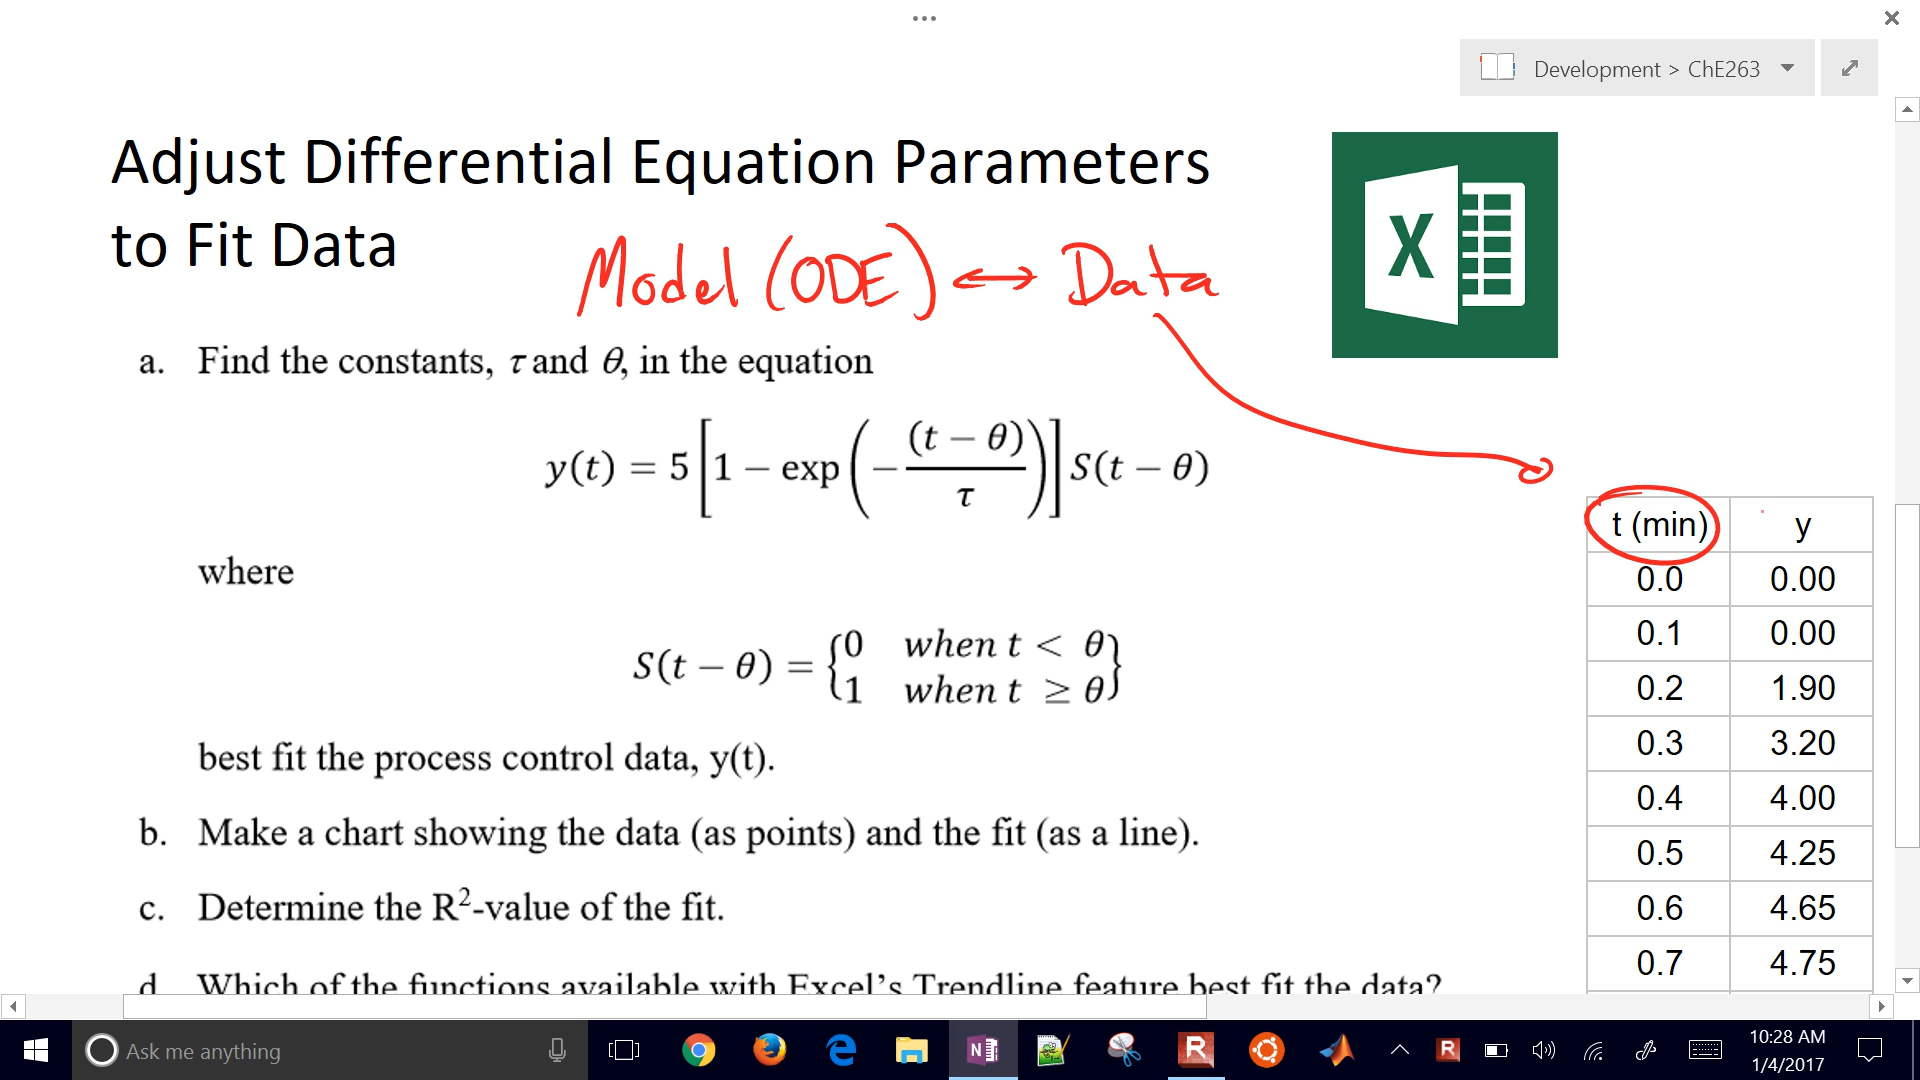 Development > ChE263
Adjust Differential Equation Parameters
to Fit Data
Model (ODE) ↔ Data
X
a. Find the constants, τ and θ, in the equation
y(t) = 5 [1 − exp(−(t − θ)/τ)] S(t − θ)
where
S(t − θ) = {0 when t < θ
1 when t ≥ θ}
best fit the process control data, y(t).
b. Make a chart showing the data (as points) and the fit (as a line).
c. Determine the R²-value of the fit.
d. Which of the functions available with Excel's Trendline feature best fit the data?
t (min) y
0.0 0.00
0.1 0.00
0.2 1.90
0.3 3.20
0.4 4.00
0.5 4.25
0.6 4.65
0.7 4.75
Ask me anything
N
R
R
10:28 AM
1/4/2017